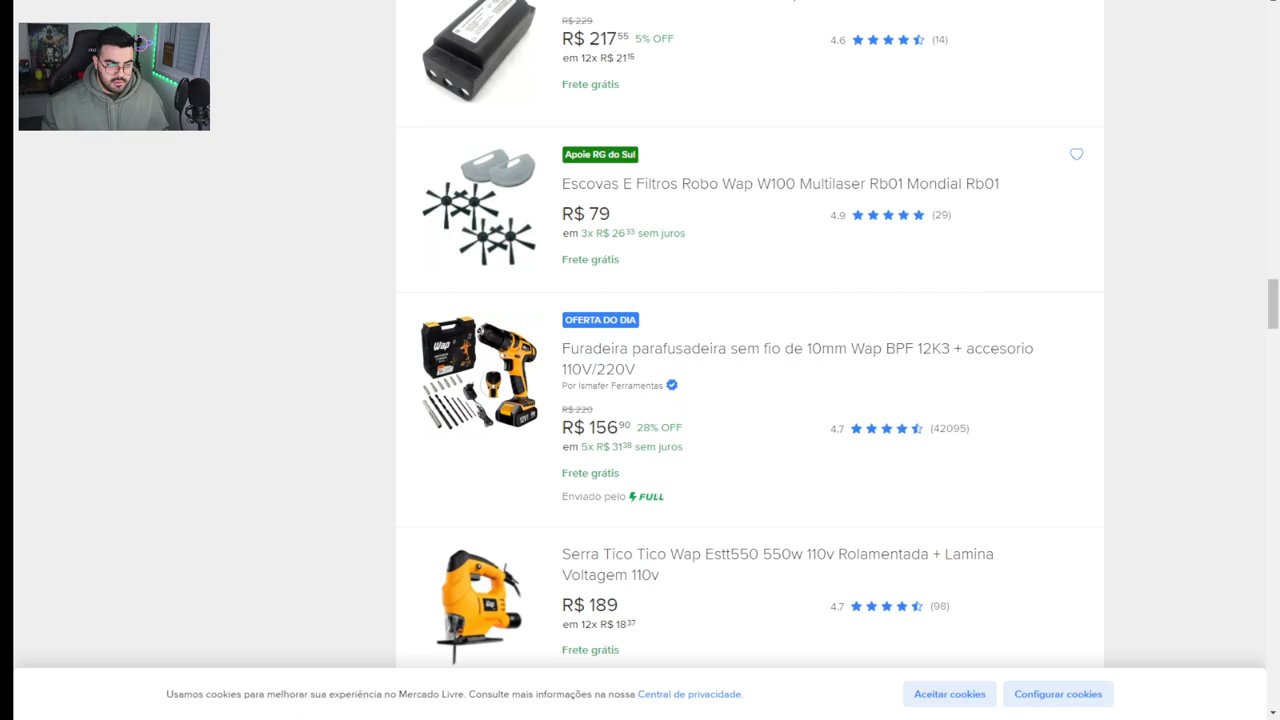 R$ 229
R$ 217 55 5% OFF
em 12x R$ 21 15
4.6 (14)
Frete grátis
Apoie RG do Sul
Escovas E Filtros Robo Wap W100 Multilaser Rb01 Mondial Rb01
R$ 79
4.9 (29)
em 3x R$ 26 33 sem juros
Frete grátis
OFERTA DO DIA
Furadeira parafusadeira sem fio de 10mm Wap BPF 12K3 + accesorio
110V/220V
Por Ismafer Ferramentas
R$ 220
R$ 156 90 28% OFF
4.7 (42095)
em 5x R$ 31 38 sem juros
Frete grátis
Enviado pelo FULL
Wap
Serra Tico Tico Wap Estt550 550w 110v Rolamentada + Lamina
Voltagem 110v
R$ 189
4.7 (98)
em 12x R$ 18 37
Frete grátis
Wap
Usamos cookies para melhorar sua experiência no Mercado Livre. Consulte mais informações na nossa Central de privacidade.
Aceitar cookies
Configurar cookies